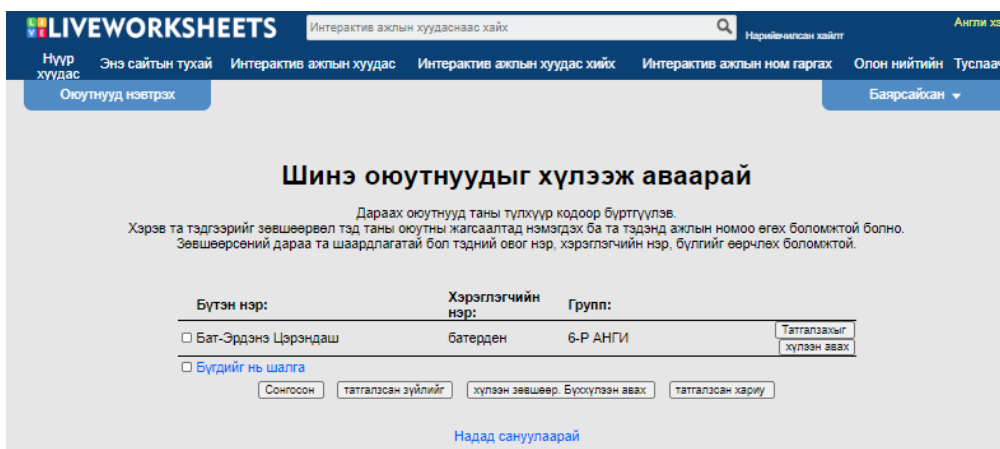 LIVEWORKSHEETS
Интерактив ажлын хуудаснаас хайх
Нарийвчилсан хайлт
Англи хэ
Нүүр хуудас
Энэ сайтын тухай
Интерактив ажлын хуудас
Интерактив ажлын хуудас хийх
Интерактив ажлын ном гаргах
Олон нийтийн
Туслаач
Оюутнууд нэвтрэх
Баярсайхан
Шинэ оюутнуудыг хүлээж аваарай
Дараах оюутнууд таны түлхүүр кодоор бүртгүүлэв.
Хэрэв та тэдгээрийг зөвшөөрвөл тэд таны оюутны жагсаалтад нэмэгдэх ба та тэдэнд ажлын номоо өгөх боломжтой болно.
Зөвшөөрсөний дараа та шаардлагатай бол тэдний овог нэр, хэрэглэгчийн нэр, бүлгийг өөрчлөх боломжтой.
Бүтэн нэр:
Хэрэглэгчийн нэр:
Групп:
Бат-Эрдэнэ Цэрэндаш
батерден
6-Р АНГИ
Татгалзахыг
хүлээн авах
Бүгдийг нь шалга
Сонгосон
татгалзсан зүйлийг
хүлээн зөвшөөр. Бүххүлээн авах
татгалзсан хариу
Надад сануулаарай